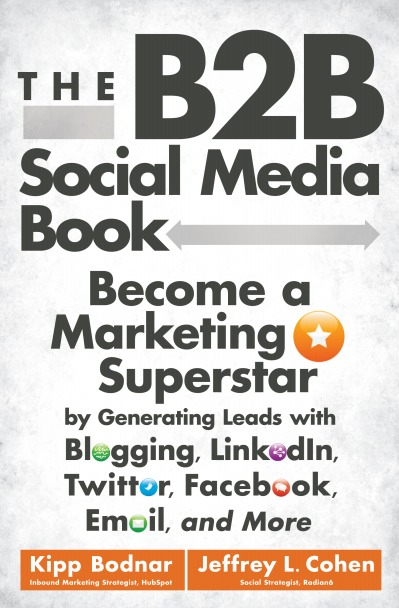 THE B2B
Social Media
Book
Become a
Marketing
Superstar
by Generating Leads with
Blogging, LinkedIn,
Twitter, Facebook,
Email, and More
Kipp Bodnar
Inbound Marketing Strategist, HubSpot
Jeffrey L. Cohen
Social Strategist, Radian6